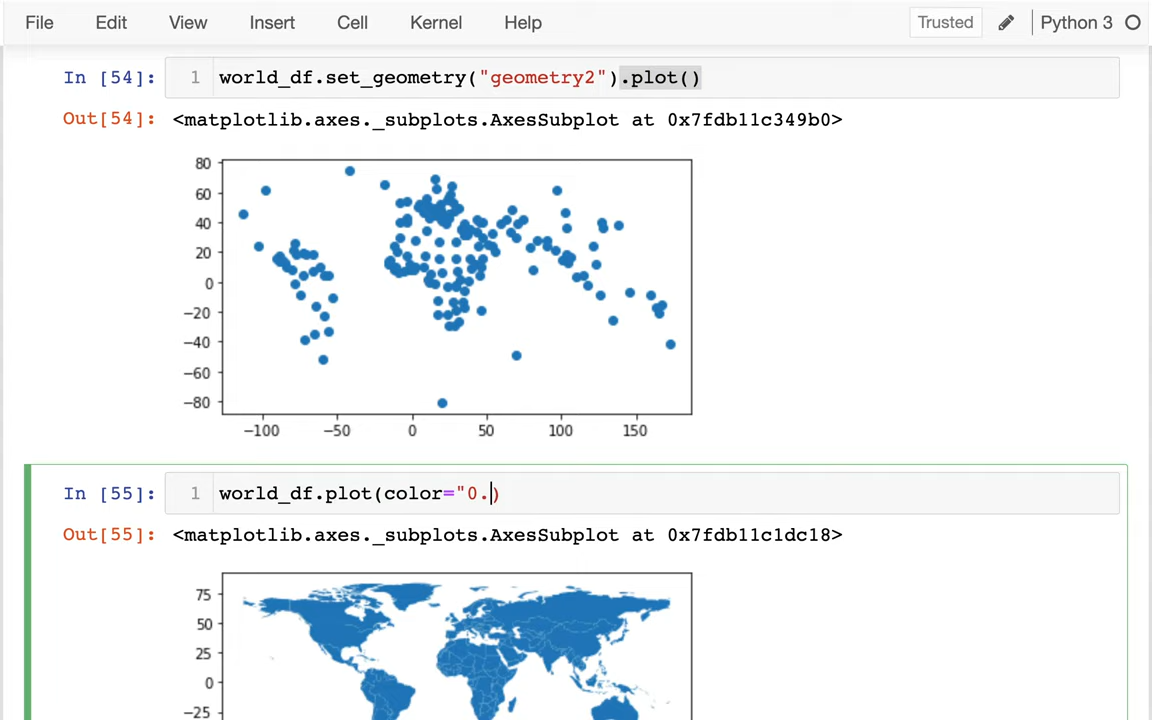 File Edit View Insert Cell Kernel Help Trusted Python 3
In [54]: 1 world_df.set_geometry("geometry2").plot()
Out[54]: <matplotlib.axes._subplots.AxesSubplot at 0x7fdb11c349b0>
80
60
40
20
0
−20
−40
−60
−80
−100 −50 0 50 100 150
In [55]: 1 world_df.plot(color="0.)
Out[55]: <matplotlib.axes._subplots.AxesSubplot at 0x7fdb11c1dc18>
75
50
25
0
−25